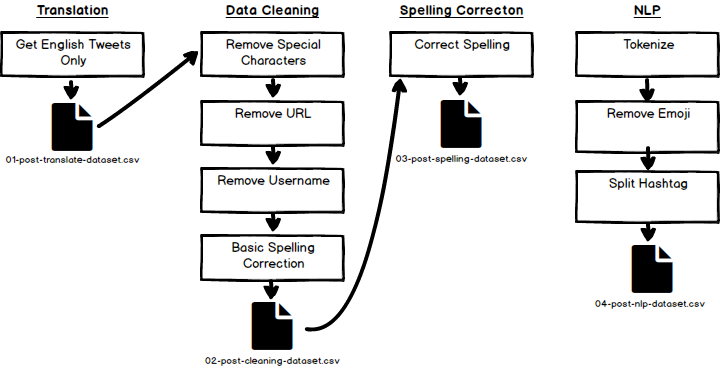 Translation
Get English Tweets
Only
01-post-translate-dataset.csv
Data Cleaning
Remove Special
Characters
Remove URL
Remove Username
Basic Spelling
Correction
02-post-cleaning-dataset.csv
Spelling Correcton
Correct Spelling
03-post-spelling-dataset.csv
NLP
Tokenize
Remove Emoji
Split Hashtag
04-post-nlp-dataset.csv